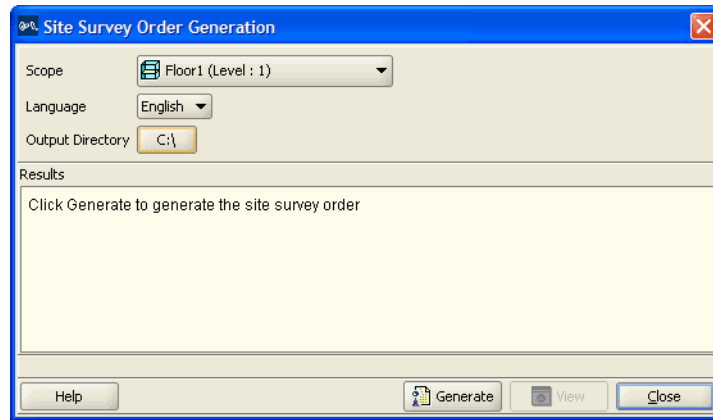 Site Survey Order Generation
Scope Floor1 (Level : 1)
Language English
Output Directory C:\
Results
Click Generate to generate the site survey order
Help Generate View Close